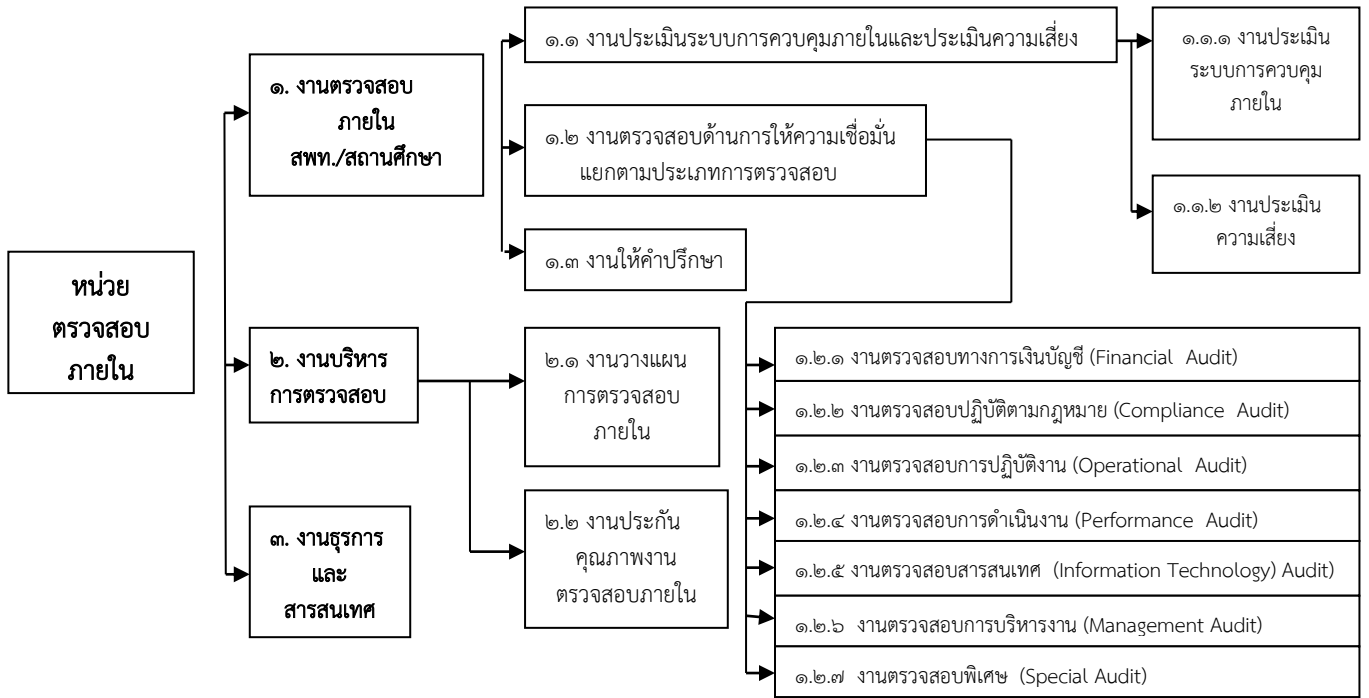 หน่วย
ตรวจสอบ
ภายใน
๑. งานตรวจสอบ
ภายใน
สพท./สถานศึกษา
๑.๑ งานประเมินระบบการควบคุมภายในและประเมินความเสี่ยง
๑.๑.๑ งานประเมิน
ระบบการควบคุม
ภายใน
๑.๑.๒ งานประเมิน
ความเสี่ยง
๑.๒ งานตรวจสอบด้านการให้ความเชื่อมั่น
แยกตามประเภทการตรวจสอบ
๑.๓ งานให้คำปรึกษา
๑.๒.๑ งานตรวจสอบทางการเงินบัญชี (Financial Audit)
๑.๒.๒ งานตรวจสอบปฏิบัติตามกฎหมาย (Compliance Audit)
๑.๒.๓ งานตรวจสอบการปฏิบัติงาน (Operational Audit)
๑.๒.๔ งานตรวจสอบการดำเนินงาน (Performance Audit)
๑.๒.๕ งานตรวจสอบสารสนเทศ (Information Technology) Audit)
๑.๒.๖ งานตรวจสอบการบริหารงาน (Management Audit)
๑.๒.๗ งานตรวจสอบพิเศษ (Special Audit)
๒. งานบริหาร
การตรวจสอบ
๒.๑ งานวางแผน
การตรวจสอบ
ภายใน
๒.๒ งานประกัน
คุณภาพงาน
ตรวจสอบภายใน
๓. งานธุรการ
และ
สารสนเทศ